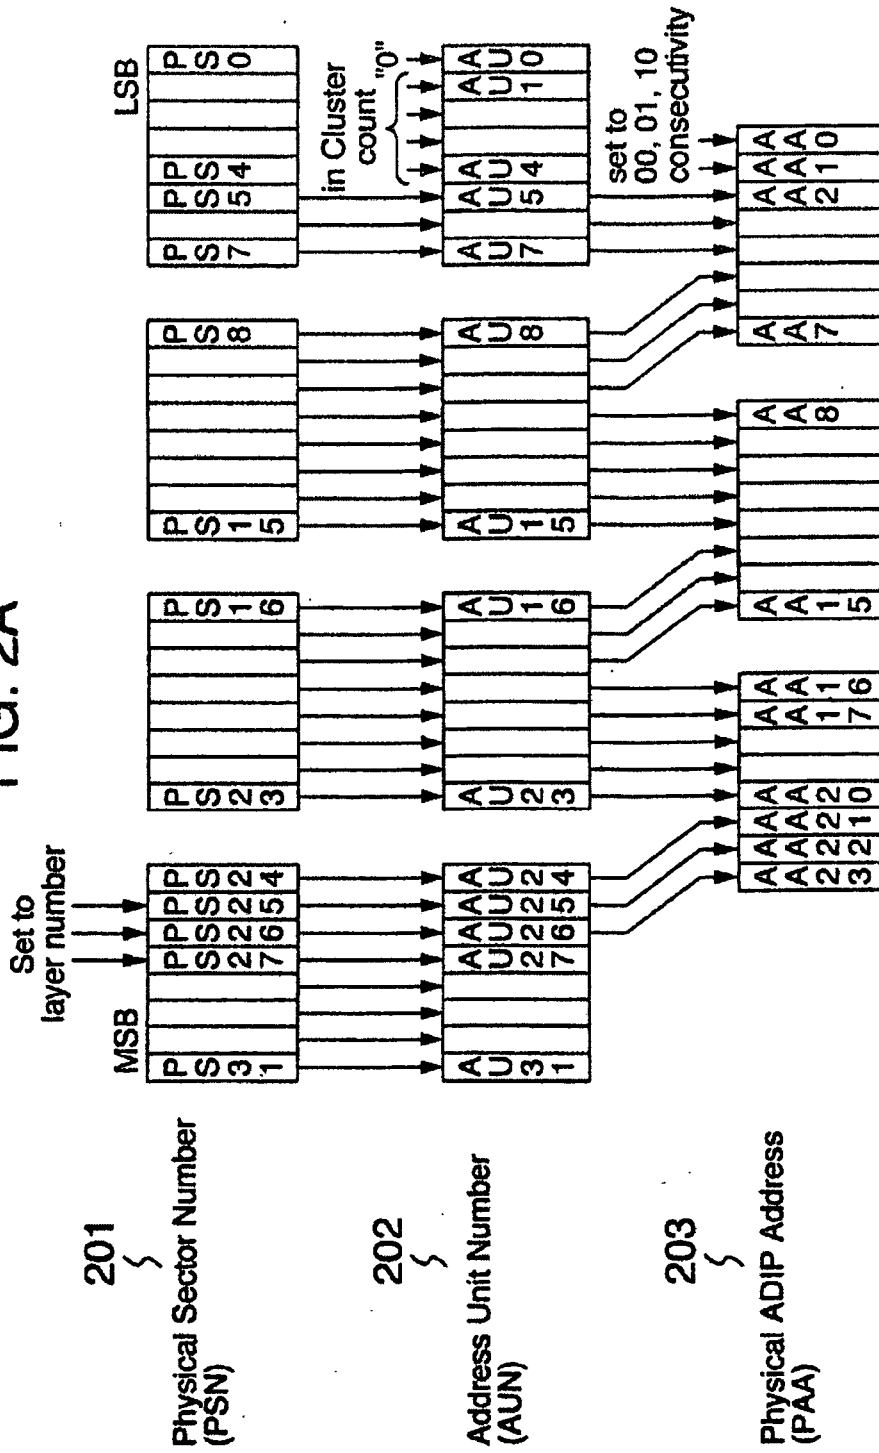 FIG. 2A
Set to
layer number
MSB
LSB
201
Physical Sector Number
(PSN)
PS31 PS27 PS26 PS25 PS24 PS23 PS16 PS15 PS8 PS7 PS5 PS4 PS0
in Cluster
count "0"
202
Address Unit Number
(AUN)
AU31 AU27 AU26 AU25 AU24 AU23 AU16 AU15 AU8 AU7 AU5 AU4 AU1 AU0
set to
00, 01, 10
consecutivity
203
Physical ADIP Address
(PAA)
AA23 AA22 AA21 AA20 AA17 AA16 AA15 AA8 AA7 AA2 AA1 AA0